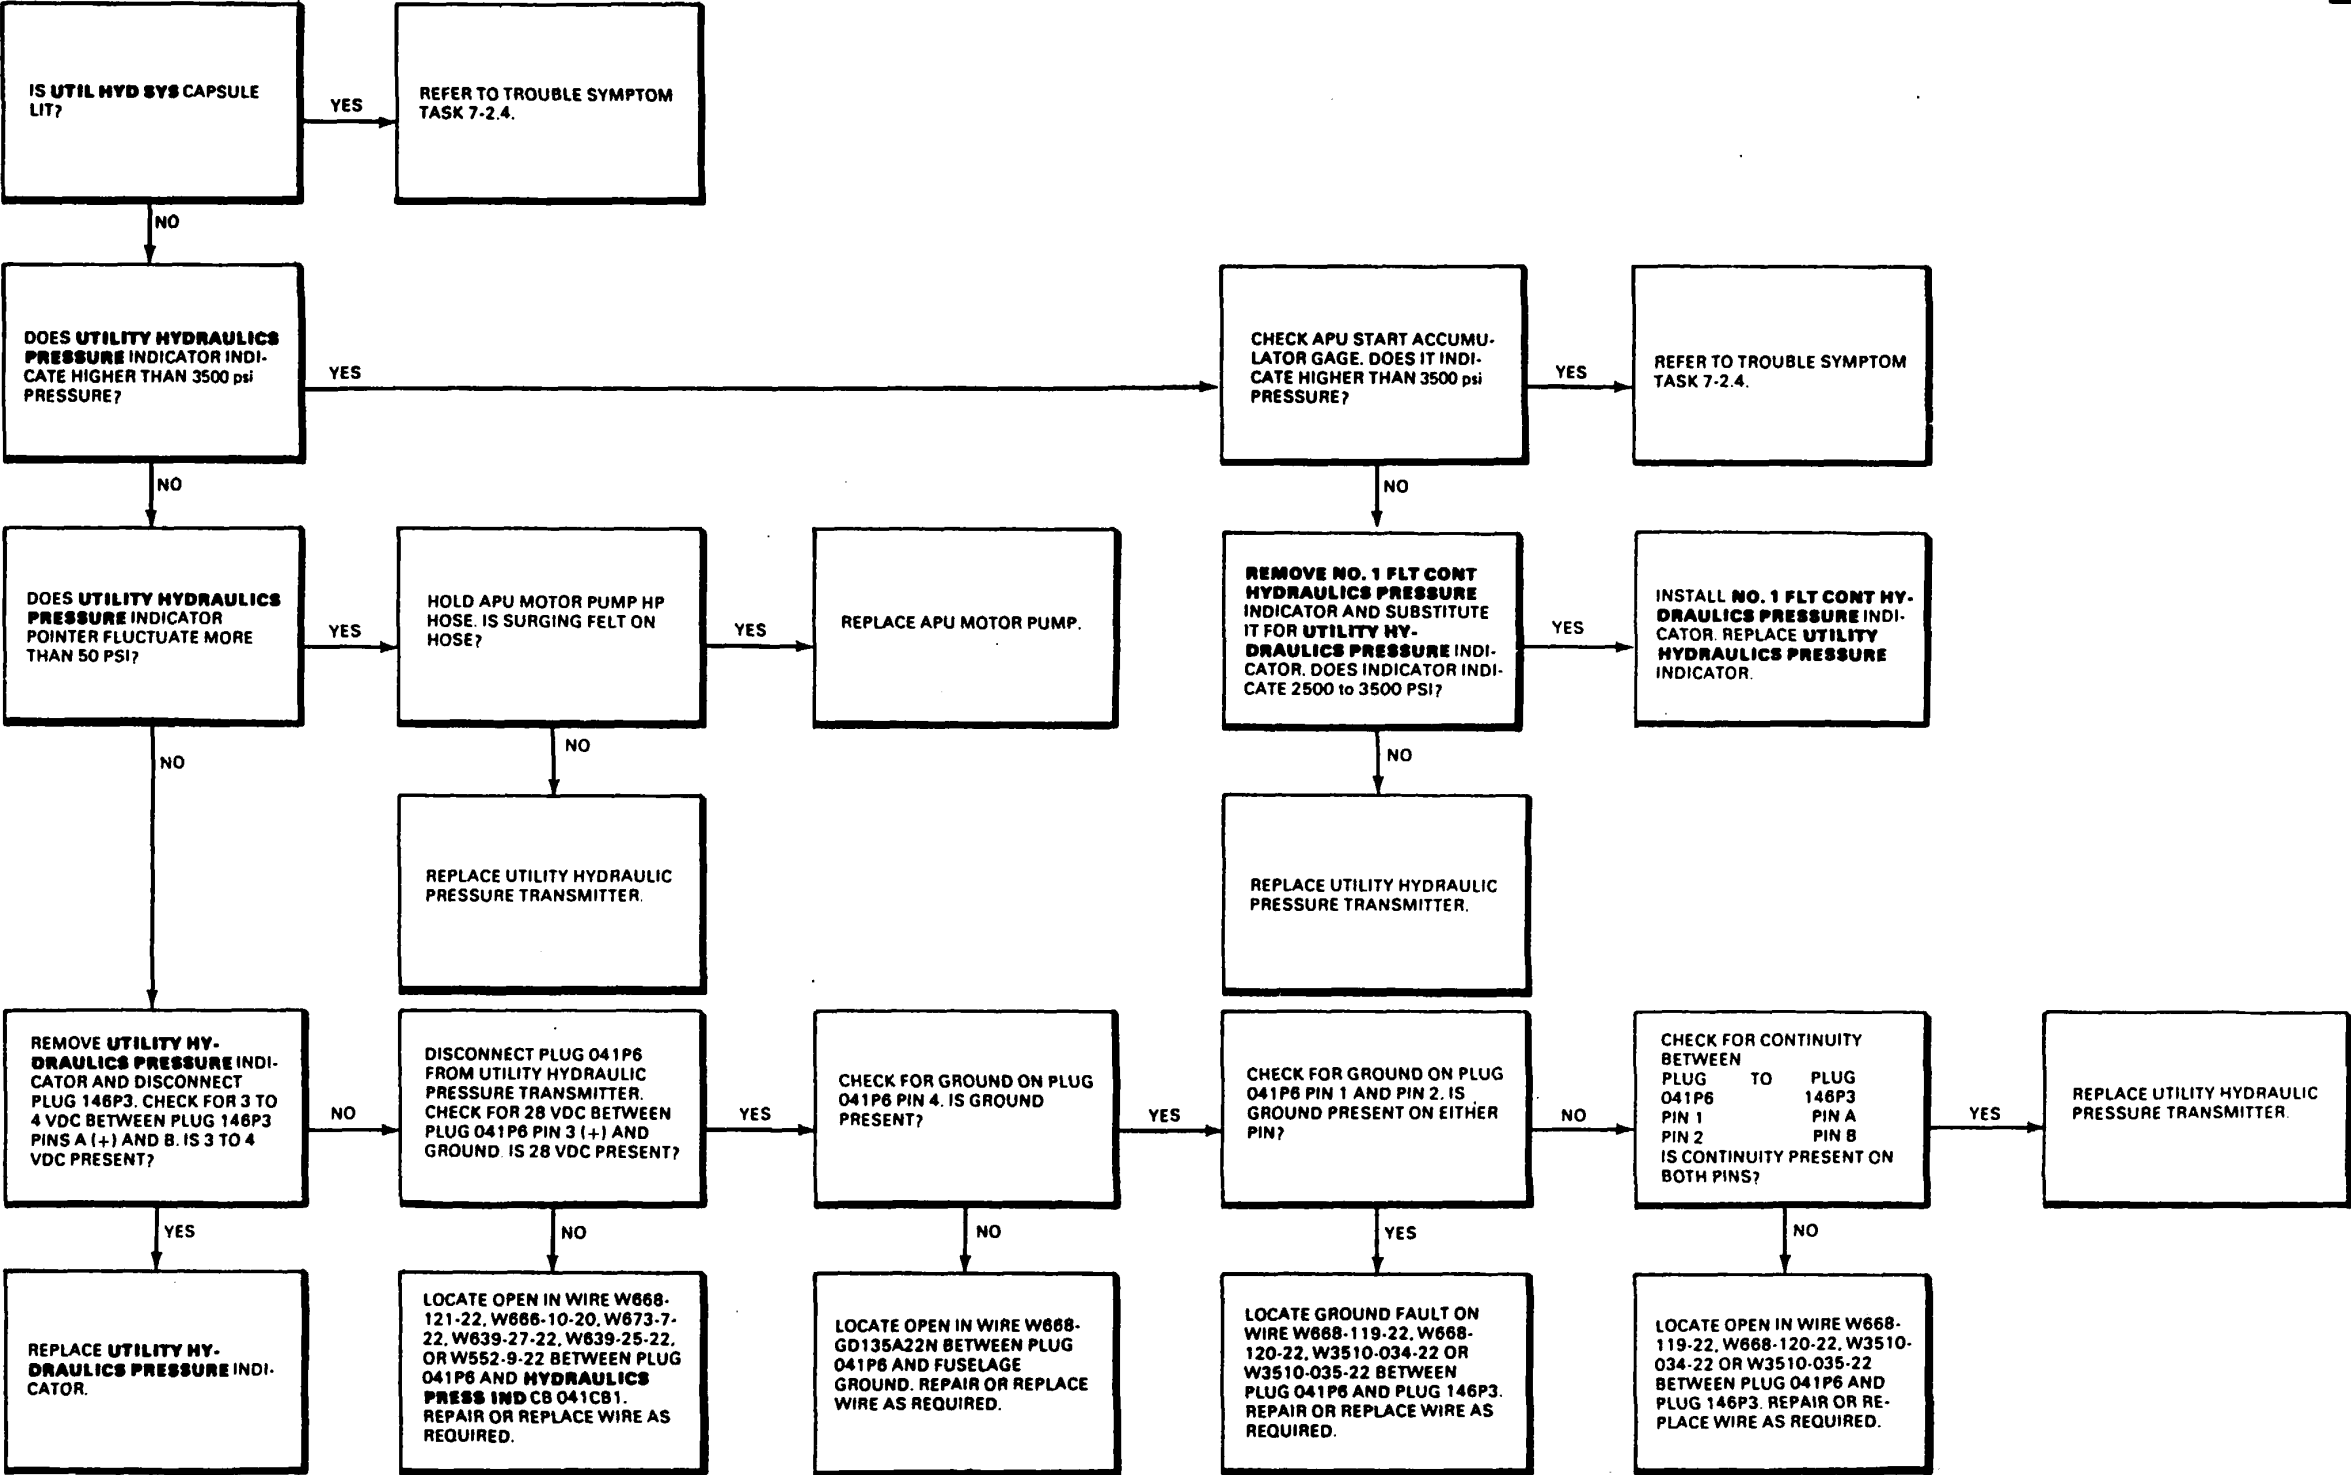 IS UTIL HYD SYS CAPSULE
LIT?
YES
REFER TO TROUBLE SYMPTOM
TASK 7-2.4.
NO
DOES UTILITY HYDRAULICS
PRESSURE INDICATOR INDI-
CATE HIGHER THAN 3500 psi
PRESSURE?
YES
CHECK APU START ACCUMU-
LATOR GAGE. DOES IT INDI-
CATE HIGHER THAN 3500 psi
PRESSURE?
YES
REFER TO TROUBLE SYMPTOM
TASK 7-2.4.
NO
NO
DOES UTILITY HYDRAULICS
PRESSURE INDICATOR
POINTER FLUCTUATE MORE
THAN 50 PSI?
YES
HOLD APU MOTOR PUMP HP
HOSE. IS SURGING FELT ON
HOSE?
YES
REPLACE APU MOTOR PUMP.
REMOVE NO. 1 FLT CONT
HYDRAULICS PRESSURE
INDICATOR AND SUBSTITUTE
IT FOR UTILITY HY-
DRAULICS PRESSURE INDI-
CATOR. DOES INDICATOR INDI-
CATE 2500 to 3500 PSI?
YES
INSTALL NO. 1 FLT CONT HY-
DRAULICS PRESSURE INDI-
CATOR. REPLACE UTILITY
HYDRAULICS PRESSURE
INDICATOR.
NO
NO
NO
REPLACE UTILITY HYDRAULIC
PRESSURE TRANSMITTER.
REPLACE UTILITY HYDRAULIC
PRESSURE TRANSMITTER.
REMOVE UTILITY HY-
DRAULICS PRESSURE INDI-
CATOR AND DISCONNECT
PLUG 146P3. CHECK FOR 3 TO
4 VDC BETWEEN PLUG 146P3
PINS A (+) AND B. IS 3 TO 4
VDC PRESENT?
NO
DISCONNECT PLUG 041P6
FROM UTILITY HYDRAULIC
PRESSURE TRANSMITTER.
CHECK FOR 28 VDC BETWEEN
PLUG 041P6 PIN 3 (+) AND
GROUND. IS 28 VDC PRESENT?
YES
CHECK FOR GROUND ON PLUG
041P6 PIN 4. IS GROUND
PRESENT?
YES
CHECK FOR GROUND ON PLUG
041P6 PIN 1 AND PIN 2. IS
GROUND PRESENT ON EITHER
PIN?
NO
CHECK FOR CONTINUITY
BETWEEN
PLUG TO PLUG
041P6 146P3
PIN 1 PIN A
PIN 2 PIN B
IS CONTINUITY PRESENT ON
BOTH PINS?
YES
REPLACE UTILITY HYDRAULIC
PRESSURE TRANSMITTER.
YES
NO
NO
YES
NO
REPLACE UTILITY HY-
DRAULICS PRESSURE INDI-
CATOR.
LOCATE OPEN IN WIRE W668-
121-22, W666-10-20, W673-7-
22, W639-27-22, W639-25-22,
OR W552-9-22 BETWEEN PLUG
041P6 AND HYDRAULICS
PRESS IND CB 041CB1.
REPAIR OR REPLACE WIRE AS
REQUIRED.
LOCATE OPEN IN WIRE W668-
GD135A22N BETWEEN PLUG
041P6 AND FUSELAGE
GROUND. REPAIR OR REPLACE
WIRE AS REQUIRED.
LOCATE GROUND FAULT ON
WIRE W668-119-22, W668-
120-22, W3510-034-22 OR
W3510-035-22 BETWEEN
PLUG 041P6 AND PLUG 146P3.
REPAIR OR REPLACE WIRE AS
REQUIRED.
LOCATE OPEN IN WIRE W668-
119-22, W668-120-22, W3510-
034-22 OR W3510-035-22
BETWEEN PLUG 041P6 AND
PLUG 146P3. REPAIR OR RE-
PLACE WIRE AS REQUIRED.